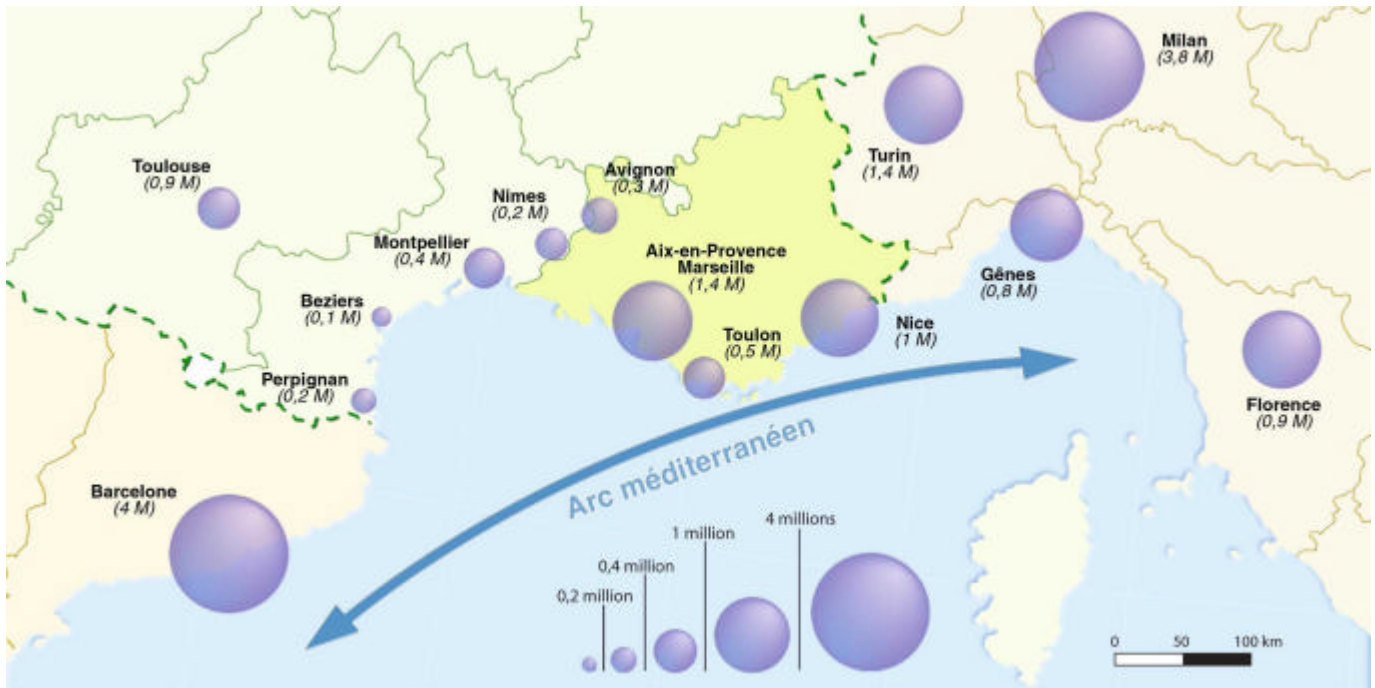 Milan
(3,8 M)
Turin
(1,4 M)
Toulouse
(0,9 M)
Avignon
(0,3 M)
Nimes
(0,2 M)
Montpellier
(0,4 M)
Aix-en-Provence
Marseille
(1,4 M)
Gênes
(0,8 M)
Beziers
(0,1 M)
Toulon
(0,5 M)
Nice
(1 M)
Perpignan
(0,2 M)
Florence
(0,9 M)
Barcelone
(4 M)
Arc méditerranéen
4 millions
1 million
0,4 million
0,2 million
0 50 100 km